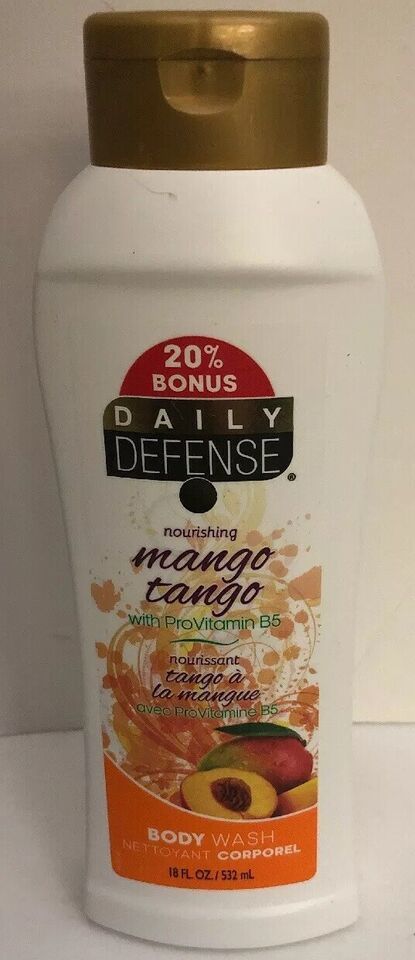 20%
BONUS
DAILY
DEFENSE®
nourishing
mango
tango
with ProVitamin B5
nourissant
tango à
la mangue
avec ProVitamine B5
BODY WASH
NETTOYANT CORPOREL
18 FL. OZ. / 532 mL